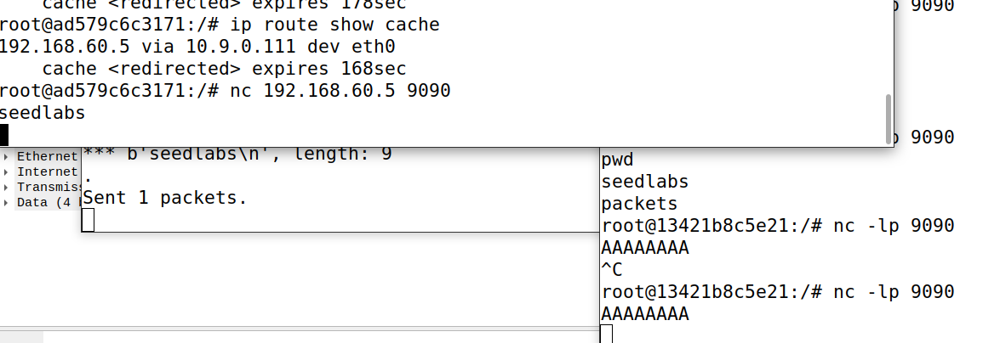 cache <redirected> expires 178sec
root@ad579c6c3171:/# ip route show cache
192.168.60.5 via 10.9.0.111 dev eth0
cache <redirected> expires 168sec
root@ad579c6c3171:/# nc 192.168.60.5 9090
seedlabs
Ethernet
Internet
Transmiss
Data (4 b
*** b'seedlabs\n', length: 9
.
Sent 1 packets.
p 9090
p 9090
pwd
seedlabs
packets
root@13421b8c5e21:/# nc -lp 9090
AAAAAAAA
^C
root@13421b8c5e21:/# nc -lp 9090
AAAAAAAA